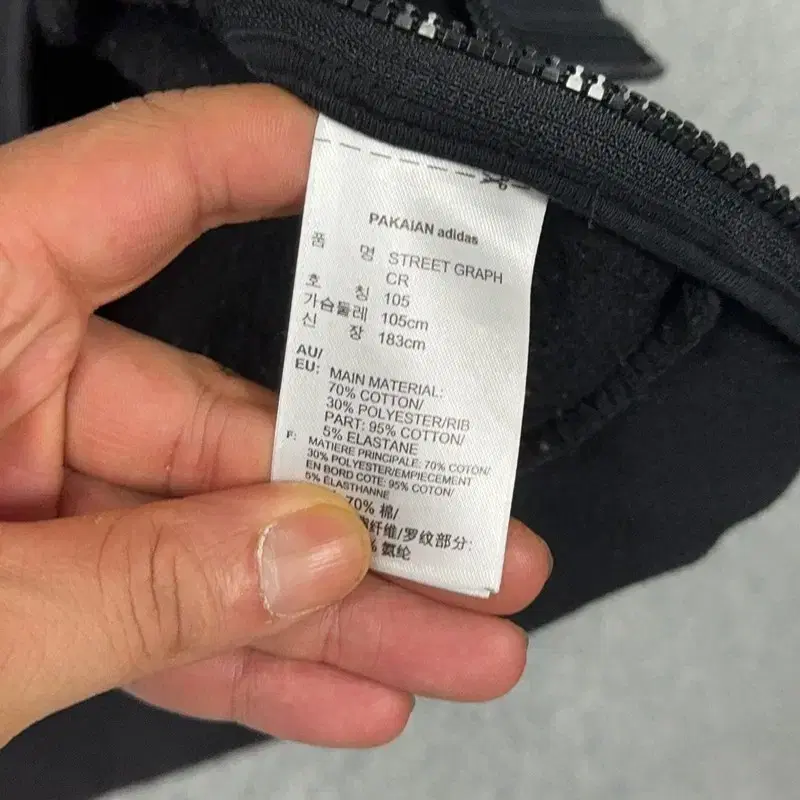 PAKAIAN adidas
품 명 STREET GRAPH
CR
호 칭 105
가슴둘레 105cm
신 장 183cm
AU/
EU: MAIN MATERIAL:
70% COTTON/
30% POLYESTER/RIB
PART: 95% COTTON/
5% ELASTANE
F: MATIERE PRINCIPALE: 70% COTON/
30% POLYESTER/EMPIECEMENT
EN BORD COTE: 95% COTON/
5% ÉLASTHANNE
70% 棉/
纤维/罗纹部分:
% 氨纶